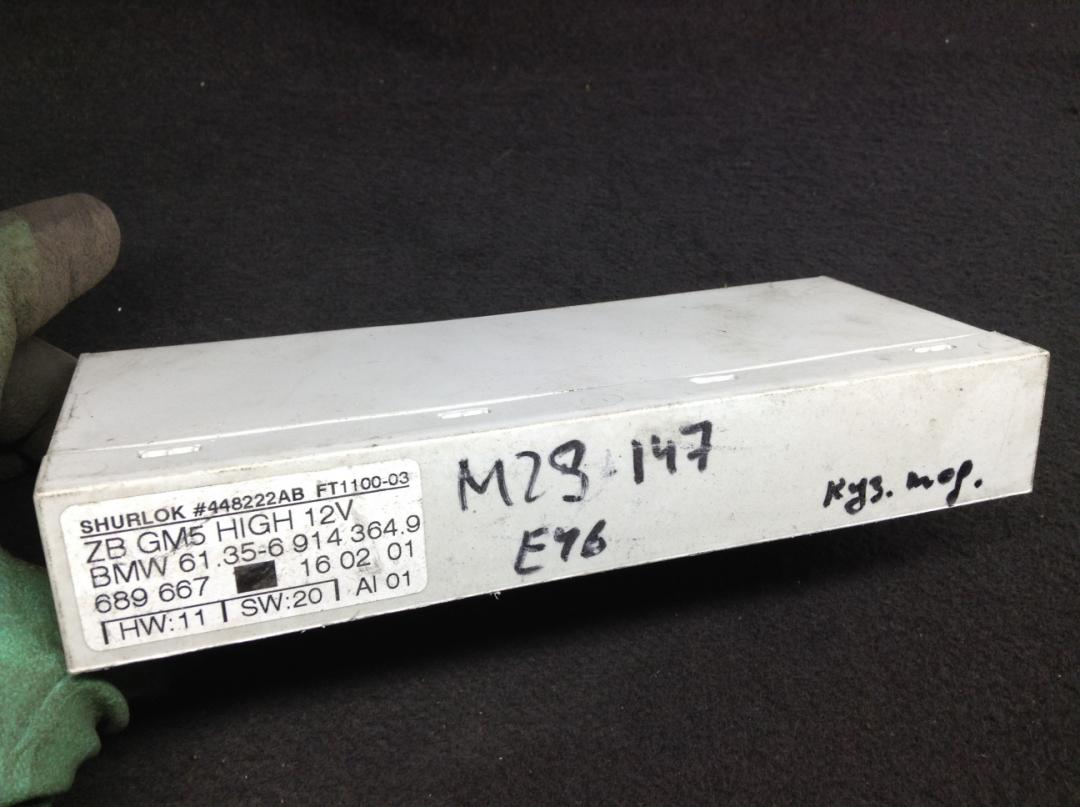 SHURLOK #448222AB FT1100-03
ZB GM5 HIGH 12V
BMW 61.35-6 914 364.9
689 667 16 02 01
HW:11 SW:20 AI 01
M29-147
E46
Куз. мод.